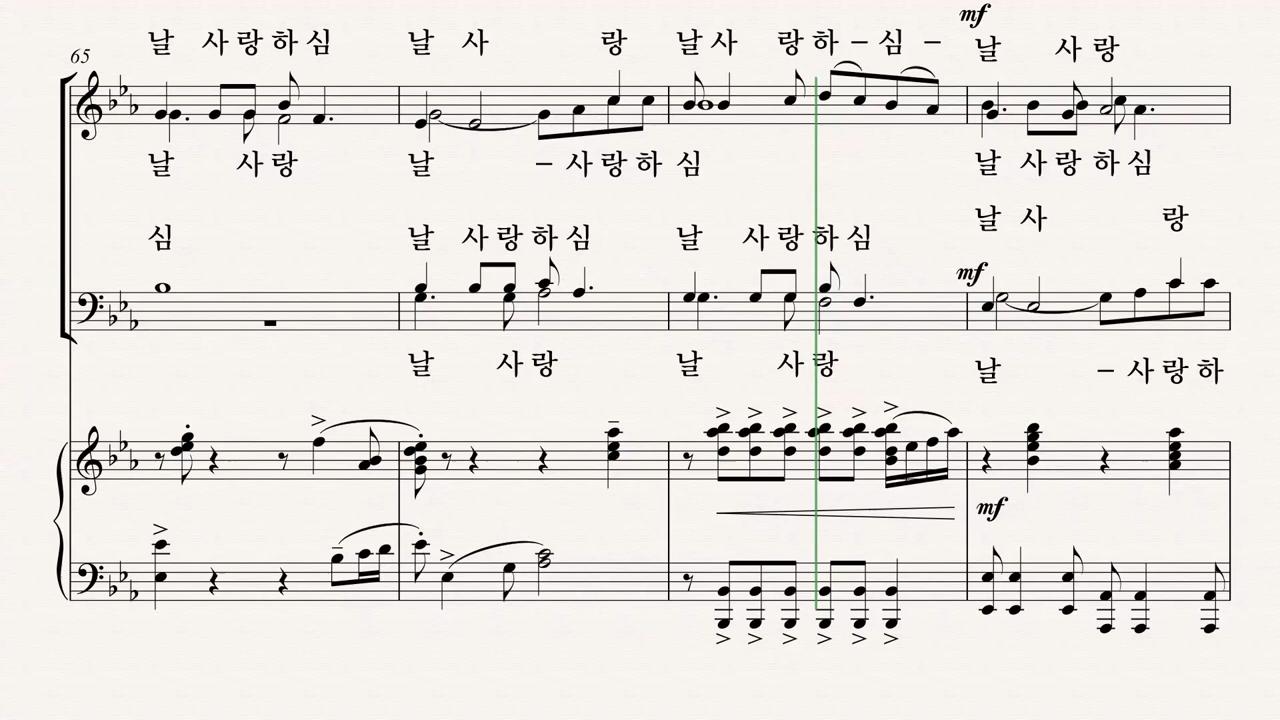 65
날 사랑하심 날 사 랑 날사 랑하–심–
mf
날 사랑
날 사랑 날 –사랑하 심 날 사랑하심
심 날 사랑하심 날 사랑하심 날 사 랑
mf
날 사랑 날 사랑 날 –사랑하
mf